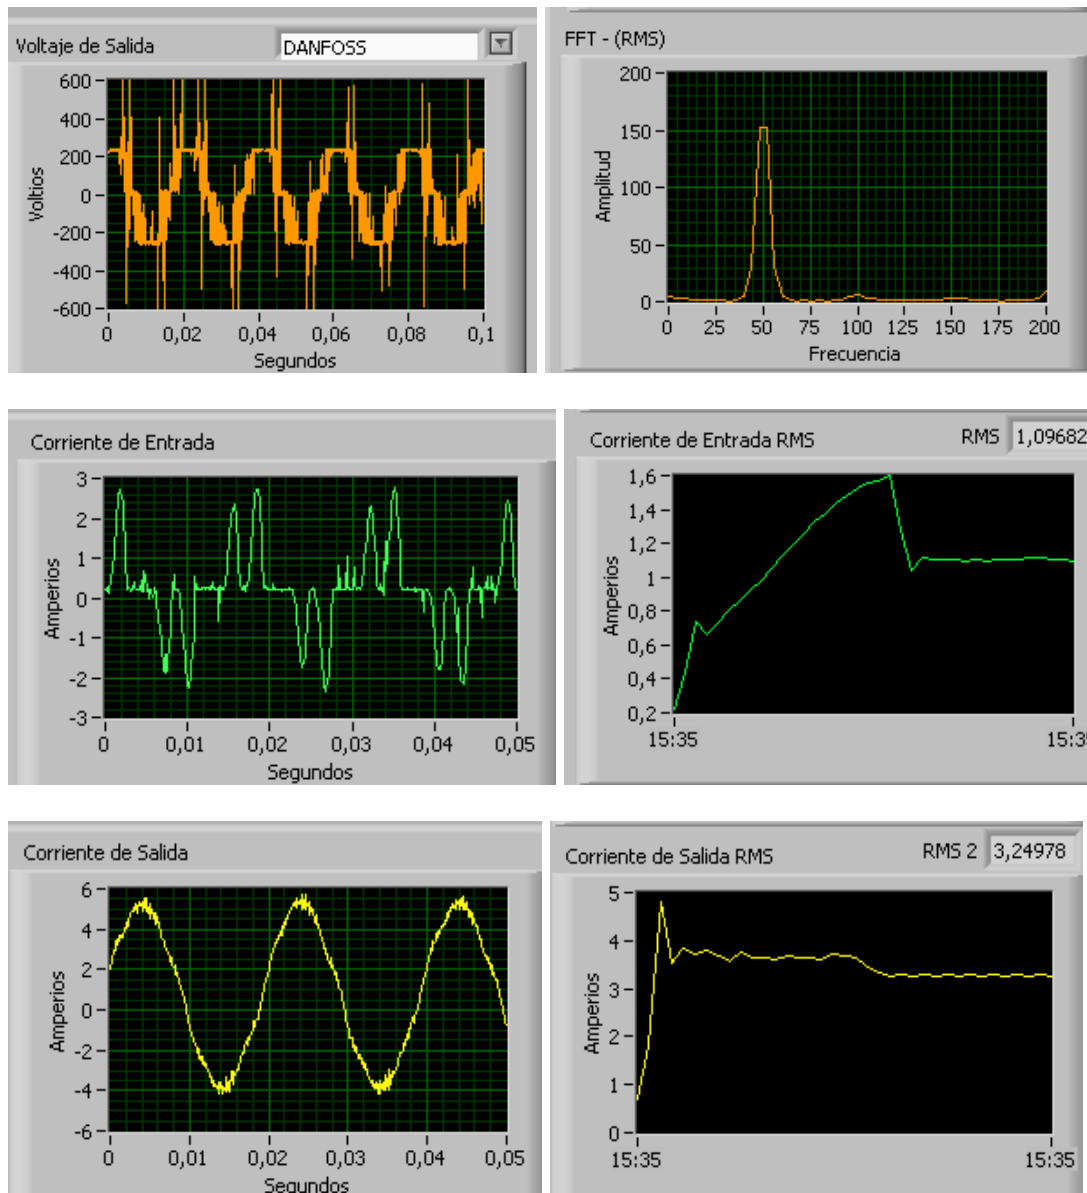 Voltaje de Salida DANFOSS
600
400
200
0
-200
-400
-600
Voltios
0 0,02 0,04 0,06 0,08 0,1
Segundos
FFT - (RMS)
200
150
100
50
0
Amplitud
0 25 50 75 100 125 150 175 200
Frecuencia
Corriente de Entrada
3
2
1
0
-1
-2
-3
Amperios
0 0,01 0,02 0,03 0,04 0,05
Segundos
Corriente de Entrada RMS RMS 1,09682
1,6
1,4
1,2
1
0,8
0,6
0,4
0,2
Amperios
15:35 15:3
Corriente de Salida
6
4
2
0
-2
-4
-6
Amperios
0 0,01 0,02 0,03 0,04 0,05
Segundos
Corriente de Salida RMS RMS 2 3,24978
5
4
3
2
1
0
Amperios
15:35 15:35